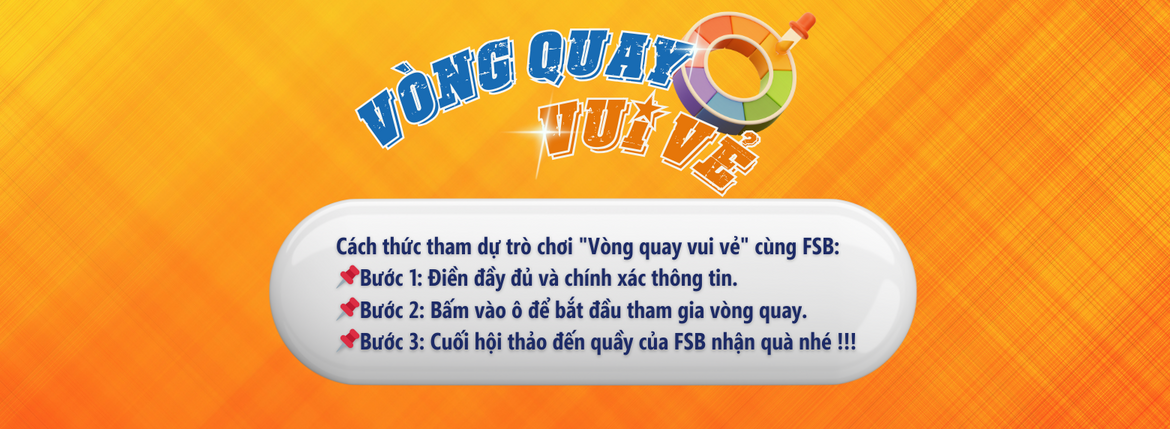 VÒNG QUAY
VUI VẺ
Cách thức tham dự trò chơi "Vòng quay vui vẻ" cùng FSB:
Bước 1: Điền đầy đủ và chính xác thông tin.
Bước 2: Bấm vào ô để bắt đầu tham gia vòng quay.
Bước 3: Cuối hội thảo đến quầy của FSB nhận quà nhé !!!